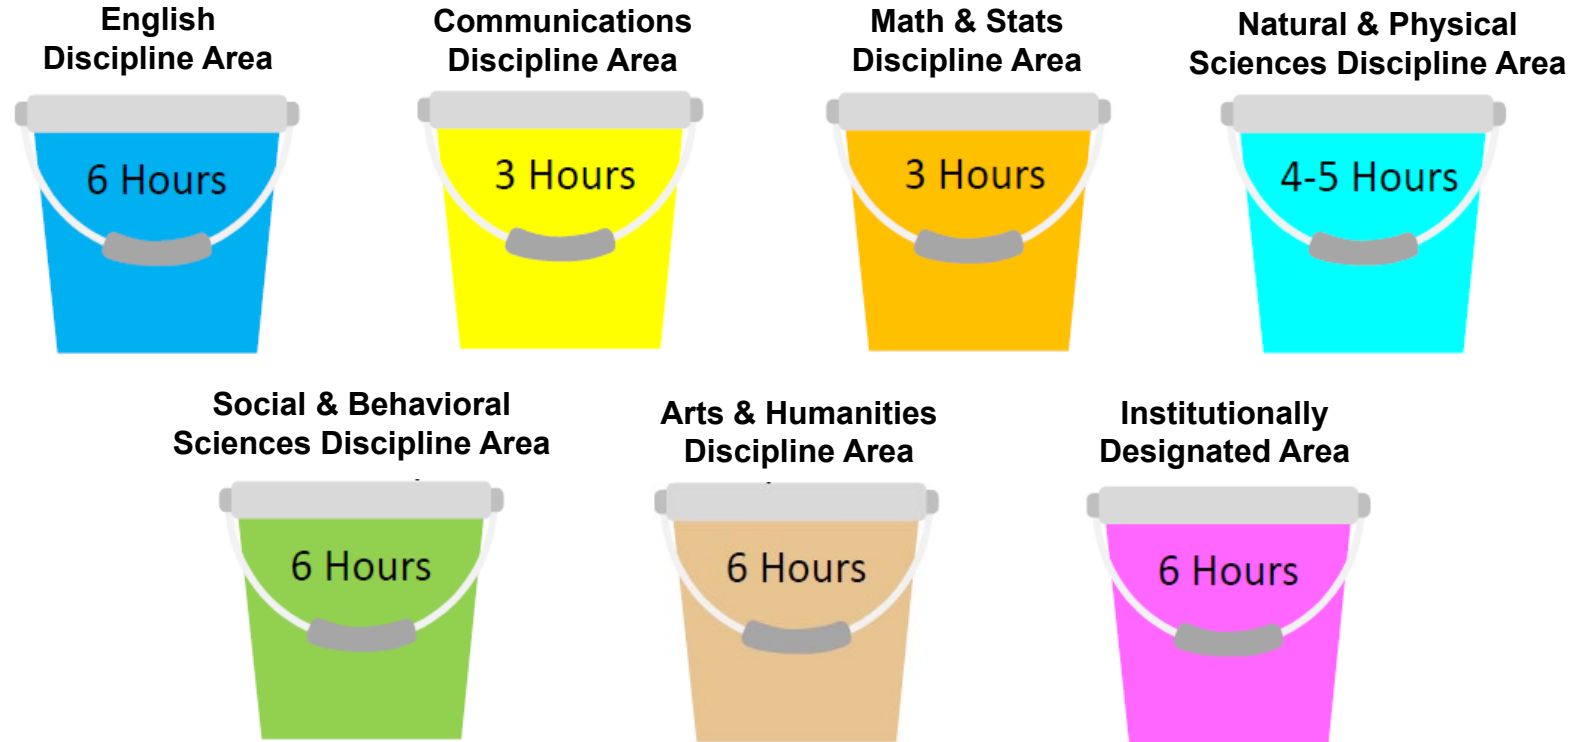 English
Discipline Area
Communications
Discipline Area
Math & Stats
Discipline Area
Natural & Physical
Sciences Discipline Area
6 Hours
3 Hours
3 Hours
4-5 Hours
Social & Behavioral
Sciences Discipline Area
Arts & Humanities
Discipline Area
Institutionally
Designated Area
6 Hours
6 Hours
6 Hours